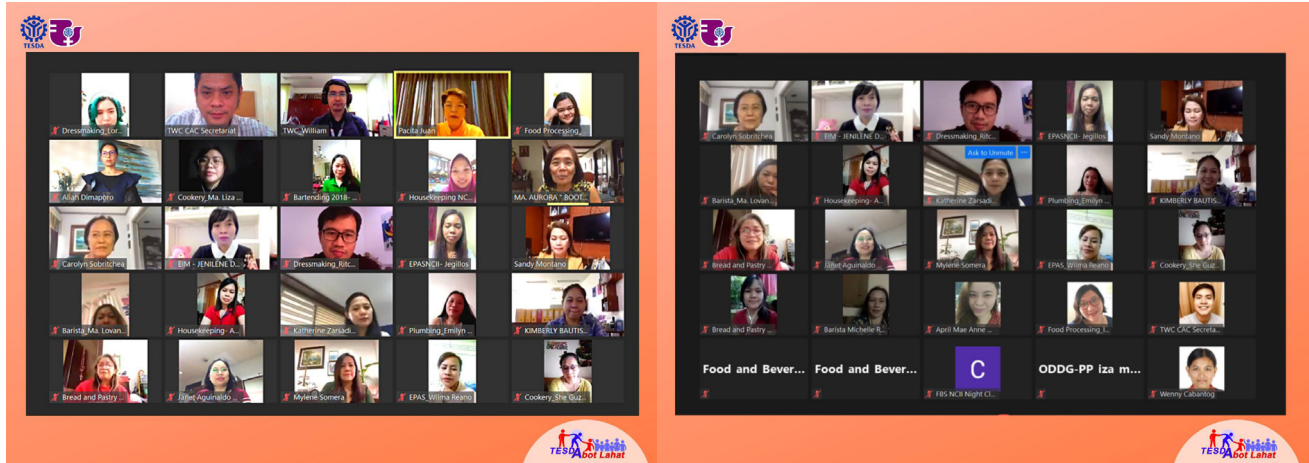 TESDA
Dressmaking_Lor...
TWC CAC Secretariat
TWC_William
Pacita Juan
Food Processing_
Aliah Dimaporo
Cookery_Ma. Liza ...
Bartending 2018- ...
Housekeeping NC...
MA. AURORA " BOOT...
Carolyn Sobritchea
EIM - JENILENE D...
Dressmaking_Ritc...
EPASNCII- Jegillos
Sandy Montano
Barista_Ma. Lovan...
Housekeeping- A...
Katherine Zarsadi...
Plumbing_Emilyn ...
KIMBERLY BAUTIS...
Bread and Pastry ...
Janet Aguinaldo ...
Mylene Somera
EPAS_Wilma Reano
Cookery_She Guz...
TESDA Abot Lahat
TESDA
Carolyn Sobritchea
EIM - JENILENE D...
Dressmaking_Ritc...
EPASNCII- Jegillos
Sandy Montano
Ask to Unmute
Barista_Ma. Lovan...
Housekeeping- A...
Katherine Zarsadi...
Plumbing_Emilyn ...
KIMBERLY BAUTIS...
Bread and Pastry ...
Janet Aguinaldo ...
Mylene Somera
EPAS_Wilma Reano
Cookery_She Guz...
Bread and Pastry ...
Barista Michelle R...
April Mae Anne ...
Food Processing_I...
TWC CAC Secreta...
Food and Bever...
Food and Bever...
C
FBS NCII Night Cl...
ODDG-PP iza m...
Wenny Cabantog
TESDA Abot Lahat